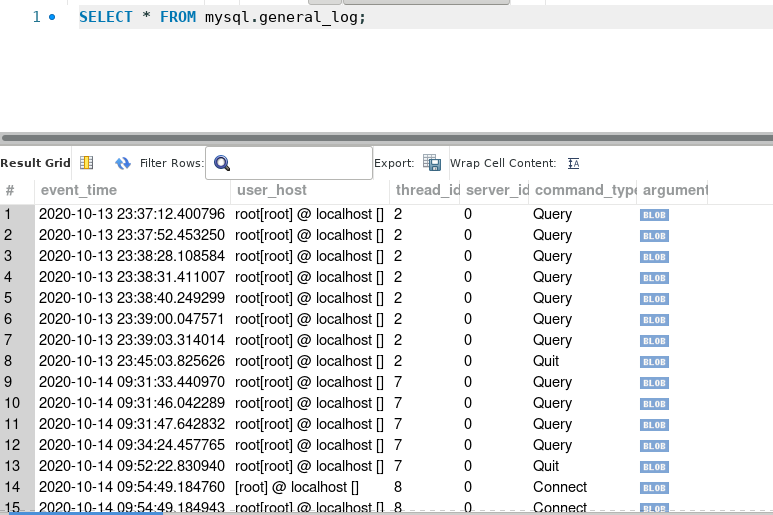 1 SELECT * FROM mysql.general_log;
Result Grid Filter Rows: Export: Wrap Cell Content:
# event_time user_host thread_id server_id command_type argument
1 2020-10-13 23:37:12.400796 root[root] @ localhost [] 2 0 Query BLOB
2 2020-10-13 23:37:52.453250 root[root] @ localhost [] 2 0 Query BLOB
3 2020-10-13 23:38:28.108584 root[root] @ localhost [] 2 0 Query BLOB
4 2020-10-13 23:38:31.411007 root[root] @ localhost [] 2 0 Query BLOB
5 2020-10-13 23:38:40.249299 root[root] @ localhost [] 2 0 Query BLOB
6 2020-10-13 23:39:00.047571 root[root] @ localhost [] 2 0 Query BLOB
7 2020-10-13 23:39:03.314014 root[root] @ localhost [] 2 0 Query BLOB
8 2020-10-13 23:45:03.825626 root[root] @ localhost [] 2 0 Quit BLOB
9 2020-10-14 09:31:33.440970 root[root] @ localhost [] 7 0 Query BLOB
10 2020-10-14 09:31:46.042289 root[root] @ localhost [] 7 0 Query BLOB
11 2020-10-14 09:31:47.642832 root[root] @ localhost [] 7 0 Query BLOB
12 2020-10-14 09:34:24.457765 root[root] @ localhost [] 7 0 Query BLOB
13 2020-10-14 09:52:22.830940 root[root] @ localhost [] 7 0 Quit BLOB
14 2020-10-14 09:54:49.184760 [root] @ localhost [] 8 0 Connect BLOB
15 2020-10-14 09:54:49.184943 root[root] @ localhost [] 8 0 Connect BLOB